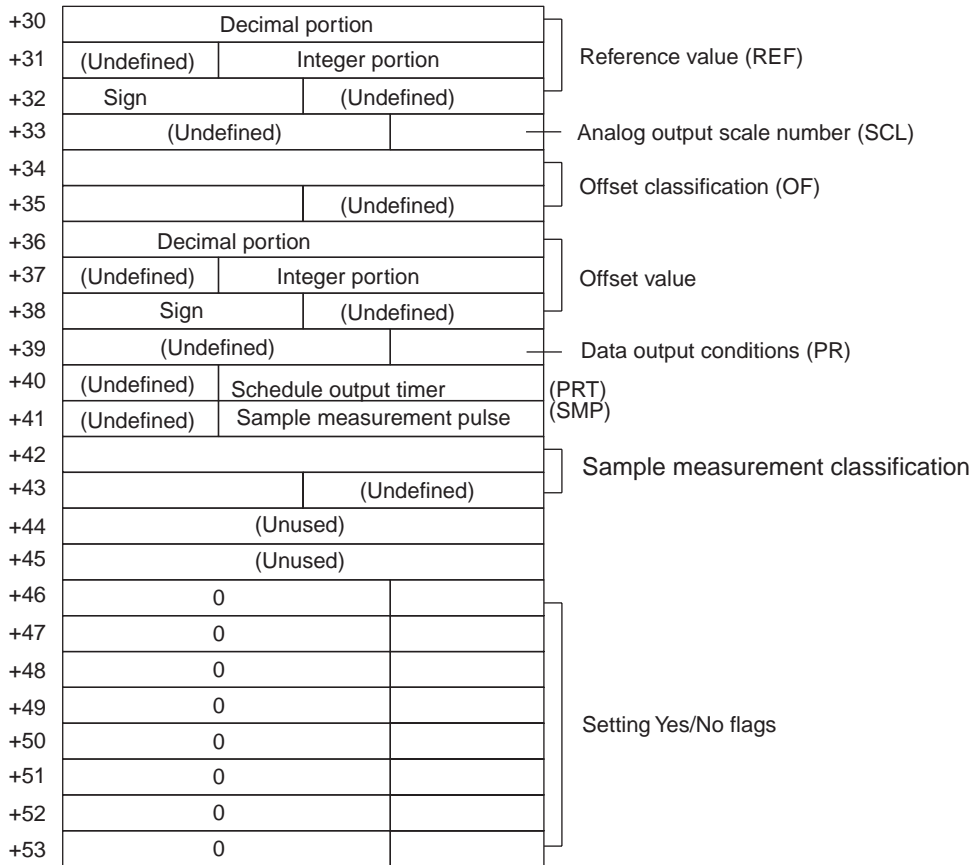 +30 Decimal portion
+31 (Undefined) Integer portion Reference value (REF)
+32 Sign (Undefined)
+33 (Undefined) Analog output scale number (SCL)
+34
Offset classification (OF)
+35 (Undefined)
+36 Decimal portion
+37 (Undefined) Integer portion Offset value
+38 Sign (Undefined)
+39 (Undefined) Data output conditions (PR)
+40 (Undefined) Schedule output timer (PRT)
+41 (Undefined) Sample measurement pulse (SMP)
+42
Sample measurement classification
+43 (Undefined)
+44 (Unused)
+45 (Unused)
+46 0
+47 0
+48 0
+49 0
Setting Yes/No flags
+50 0
+51 0
+52 0
+53 0